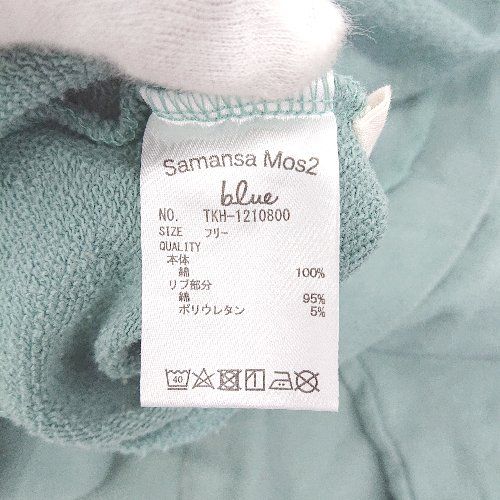 Samansa Mos2
blue
NO. TKH-1210800
SIZE フリー
QUALITY
本体
綿 100%
リブ部分
綿 95%
ポリウレタン 5%
40